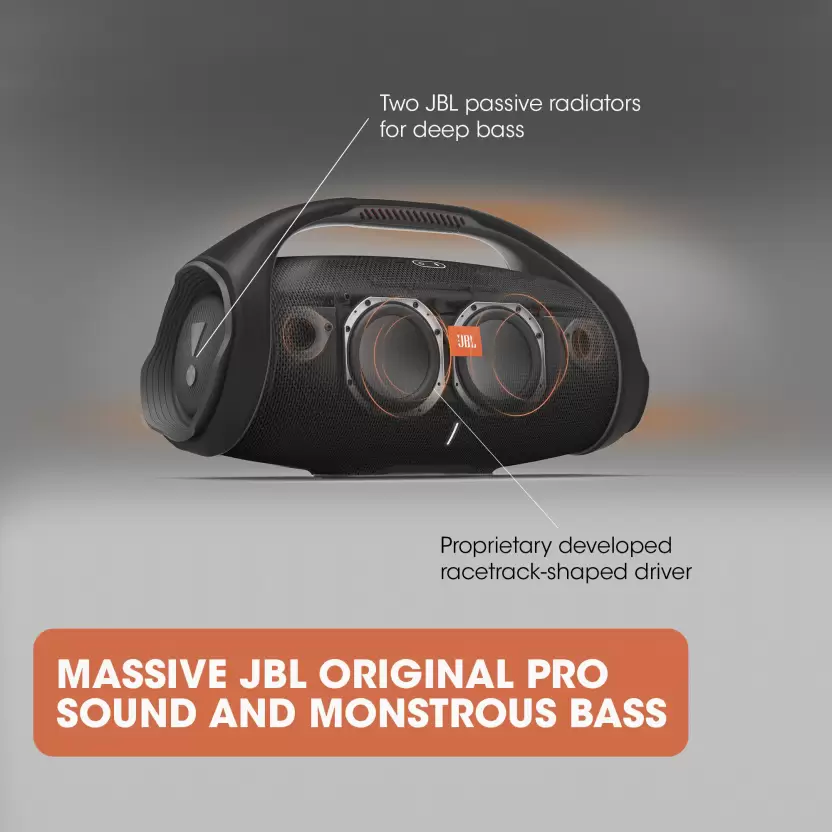 Two JBL passive radiators
for deep bass
JBL
Proprietary developed
racetrack-shaped driver
MASSIVE JBL ORIGINAL PRO
SOUND AND MONSTROUS BASS